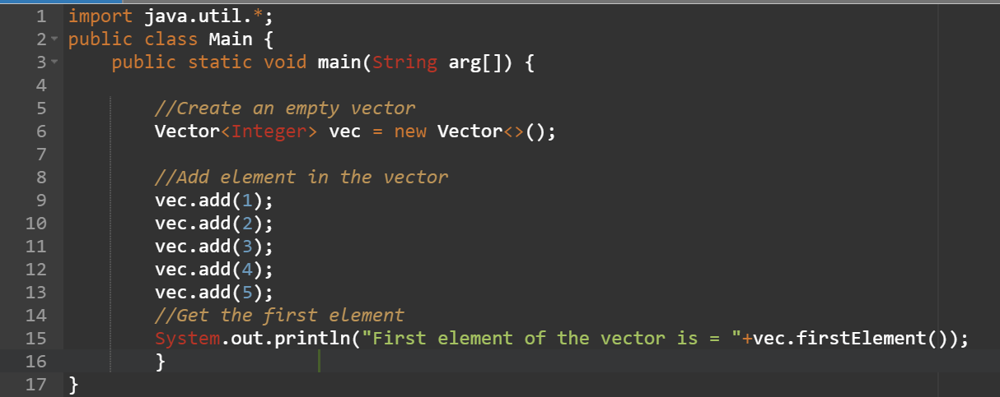 1 import java.util.*;
2 public class Main {
3     public static void main(String arg[]) {
4
5         //Create an empty vector
6         Vector<Integer> vec = new Vector<>();
7
8         //Add element in the vector
9         vec.add(1);
10         vec.add(2);
11         vec.add(3);
12         vec.add(4);
13         vec.add(5);
14         //Get the first element
15         System.out.println("First element of the vector is = "+vec.firstElement());
16         }
17 }